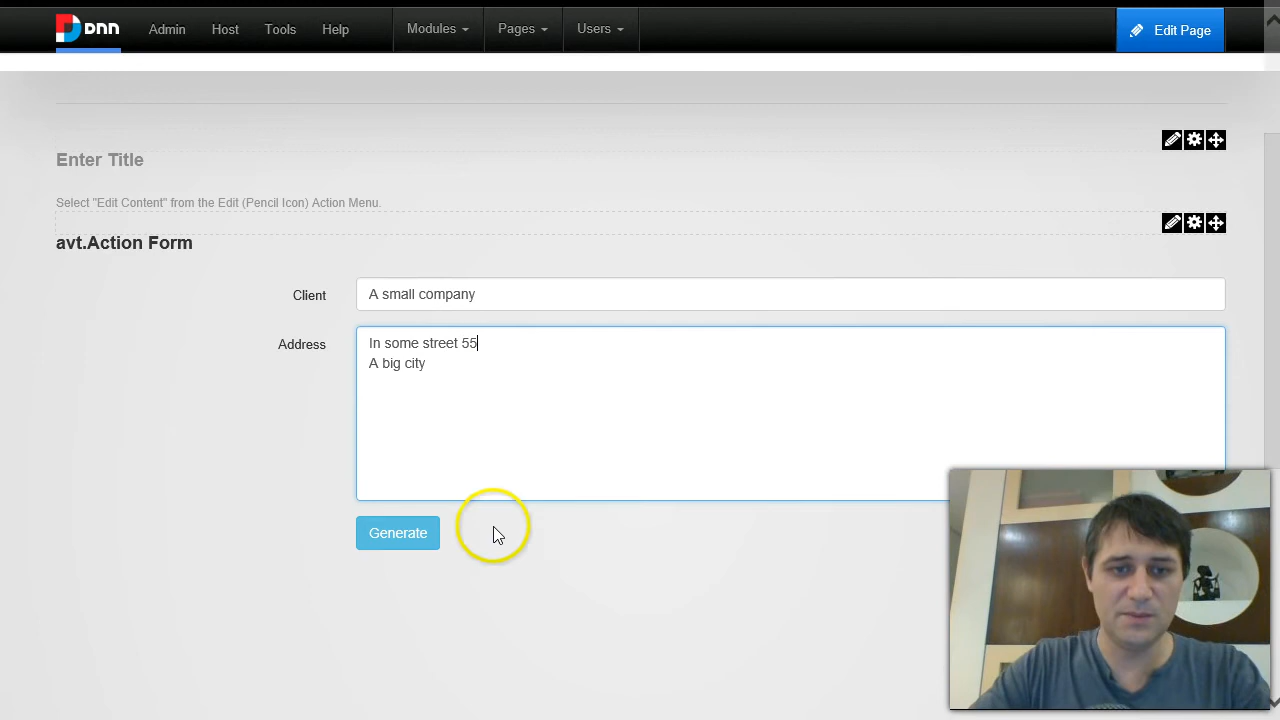 DNN Admin Host Tools Help Modules Pages Users Edit Page
Enter Title
Select "Edit Content" from the Edit (Pencil Icon) Action Menu.
avt.Action Form
Client A small company
Address In some street 55
A big city
Generate